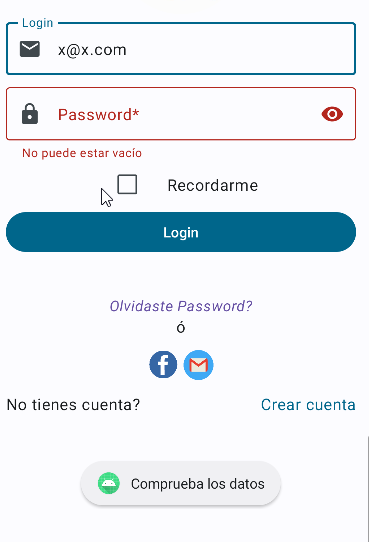 Login
x@x.com
Password*
No puede estar vacío
Recordarme
Login
Olvidaste Password?
ó
No tienes cuenta? Crear cuenta
Comprueba los datos